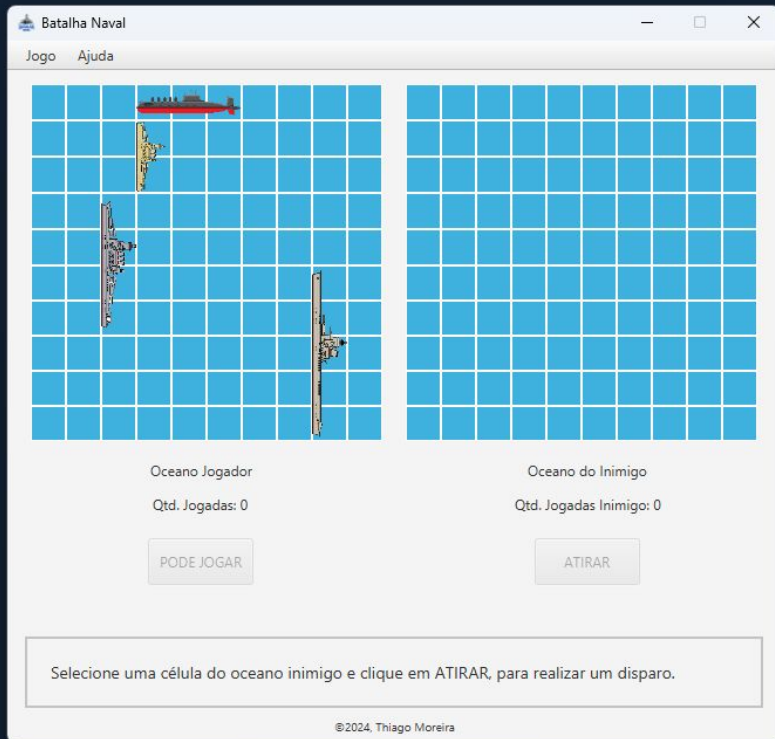 Batalha Naval
Jogo Ajuda
Oceano Jogador
Oceano do Inimigo
Qtd. Jogadas: 0
Qtd. Jogadas Inimigo: 0
PODE JOGAR
ATIRAR
Selecione uma célula do oceano inimigo e clique em ATIRAR, para realizar um disparo.
©2024, Thiago Moreira